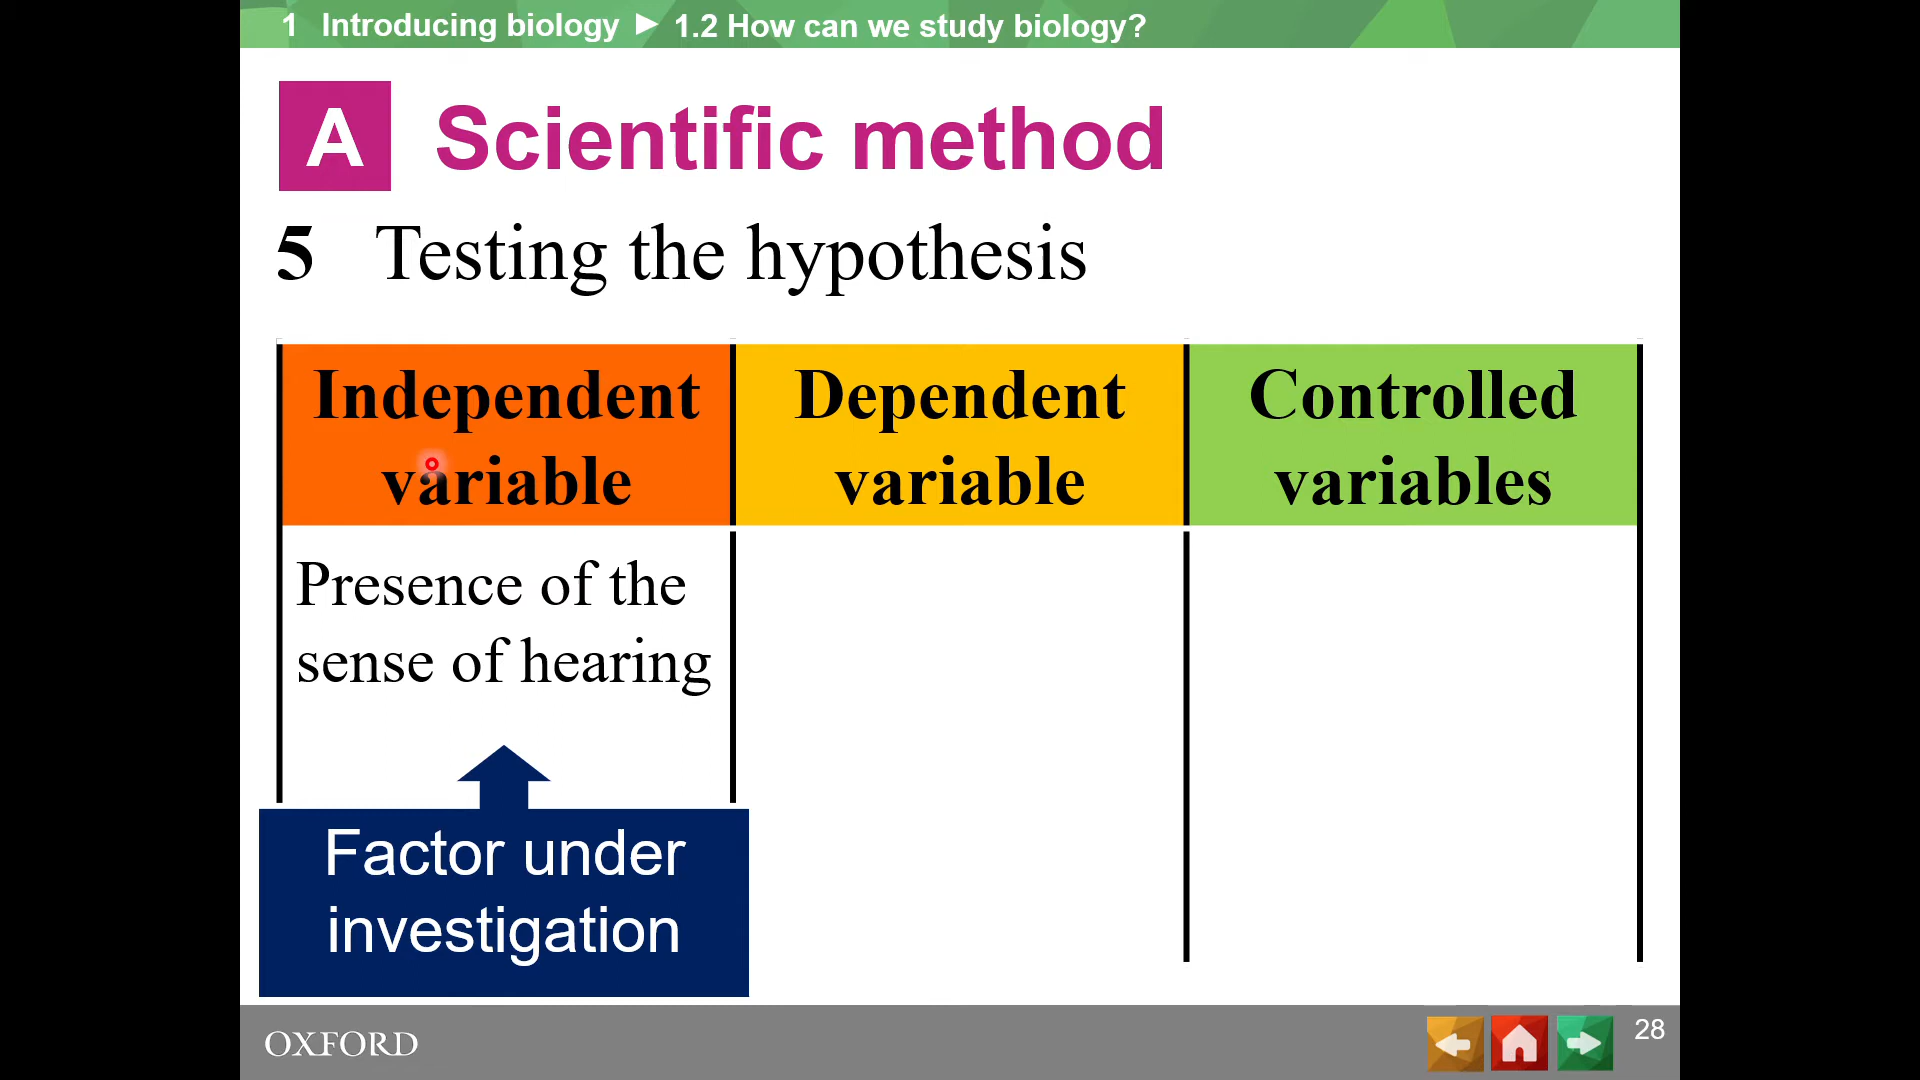 1 Introducing biology ► 1.2 How can we study biology?
A Scientific method
5 Testing the hypothesis
Independent variable
Dependent variable
Controlled variables
Presence of the
sense of hearing
Factor under
investigation
OXFORD
28